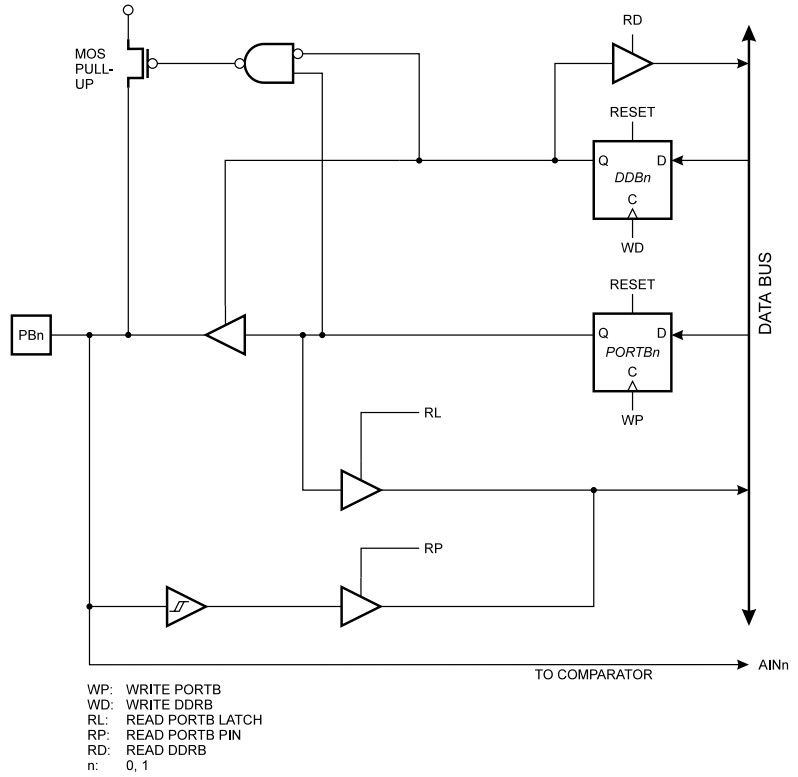 RD
MOS
PULL-
UP
RESET
Q
D
DDBn
C
WD
DATA BUS
RESET
PBn
Q
D
PORTBn
C
WP
RL
RP
TO COMPARATOR
AINn
WP: WRITE PORTB
WD: WRITE DDRB
RL: READ PORTB LATCH
RP: READ PORTB PIN
RD: READ DDRB
n: 0, 1